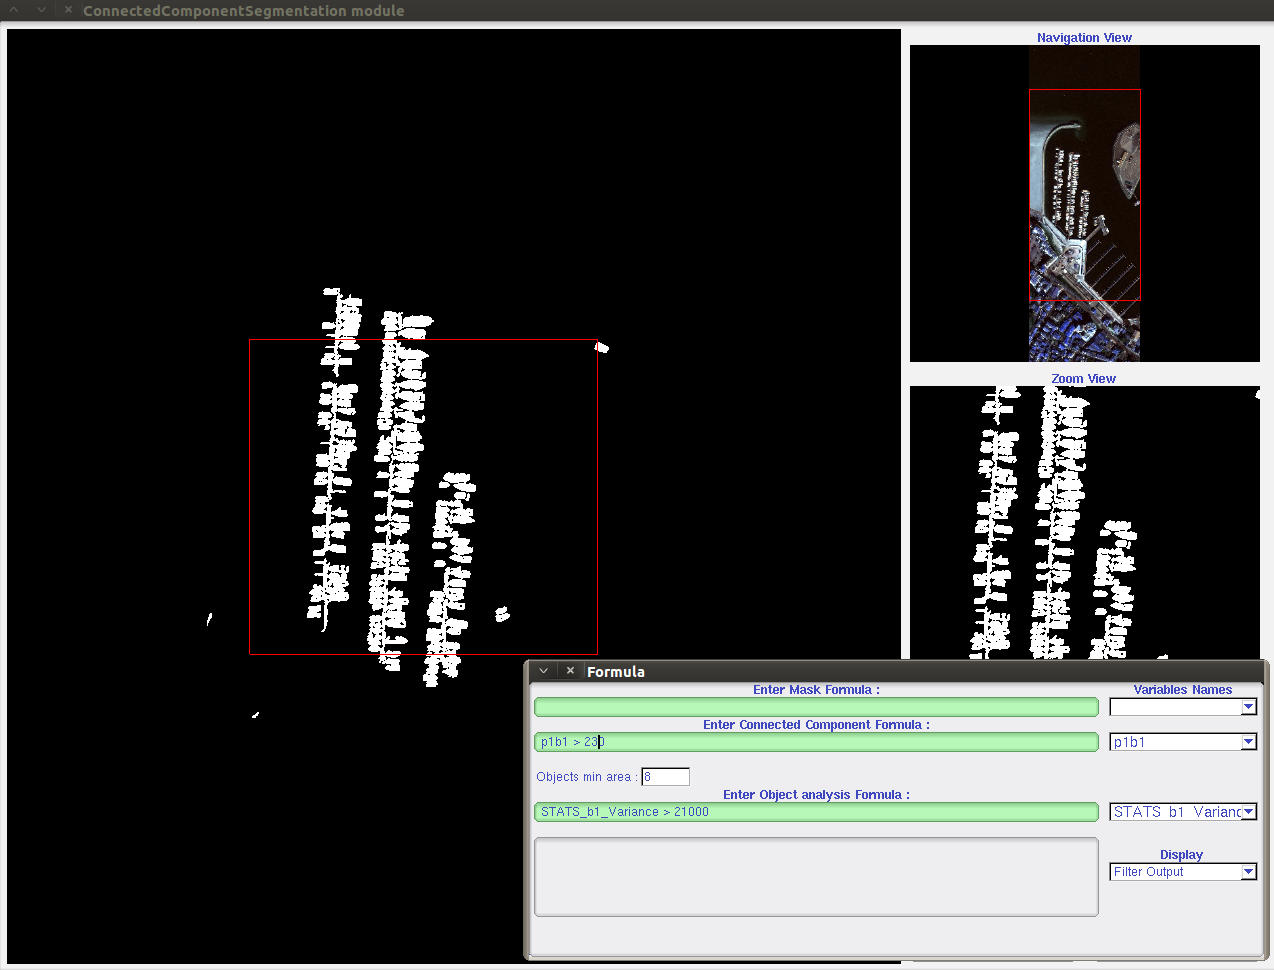 ConnectedComponentSegmentation module
Navigation View
Zoom View
Formula
Enter Mask Formula :
Variables Names
Enter Connected Component Formula :
p1b1 > 230
p1b1
Objects min area : 8
Enter Object analysis Formula :
STATS_b1_Variance > 21000
STATS_b1_Varianc
Display
Filter Output